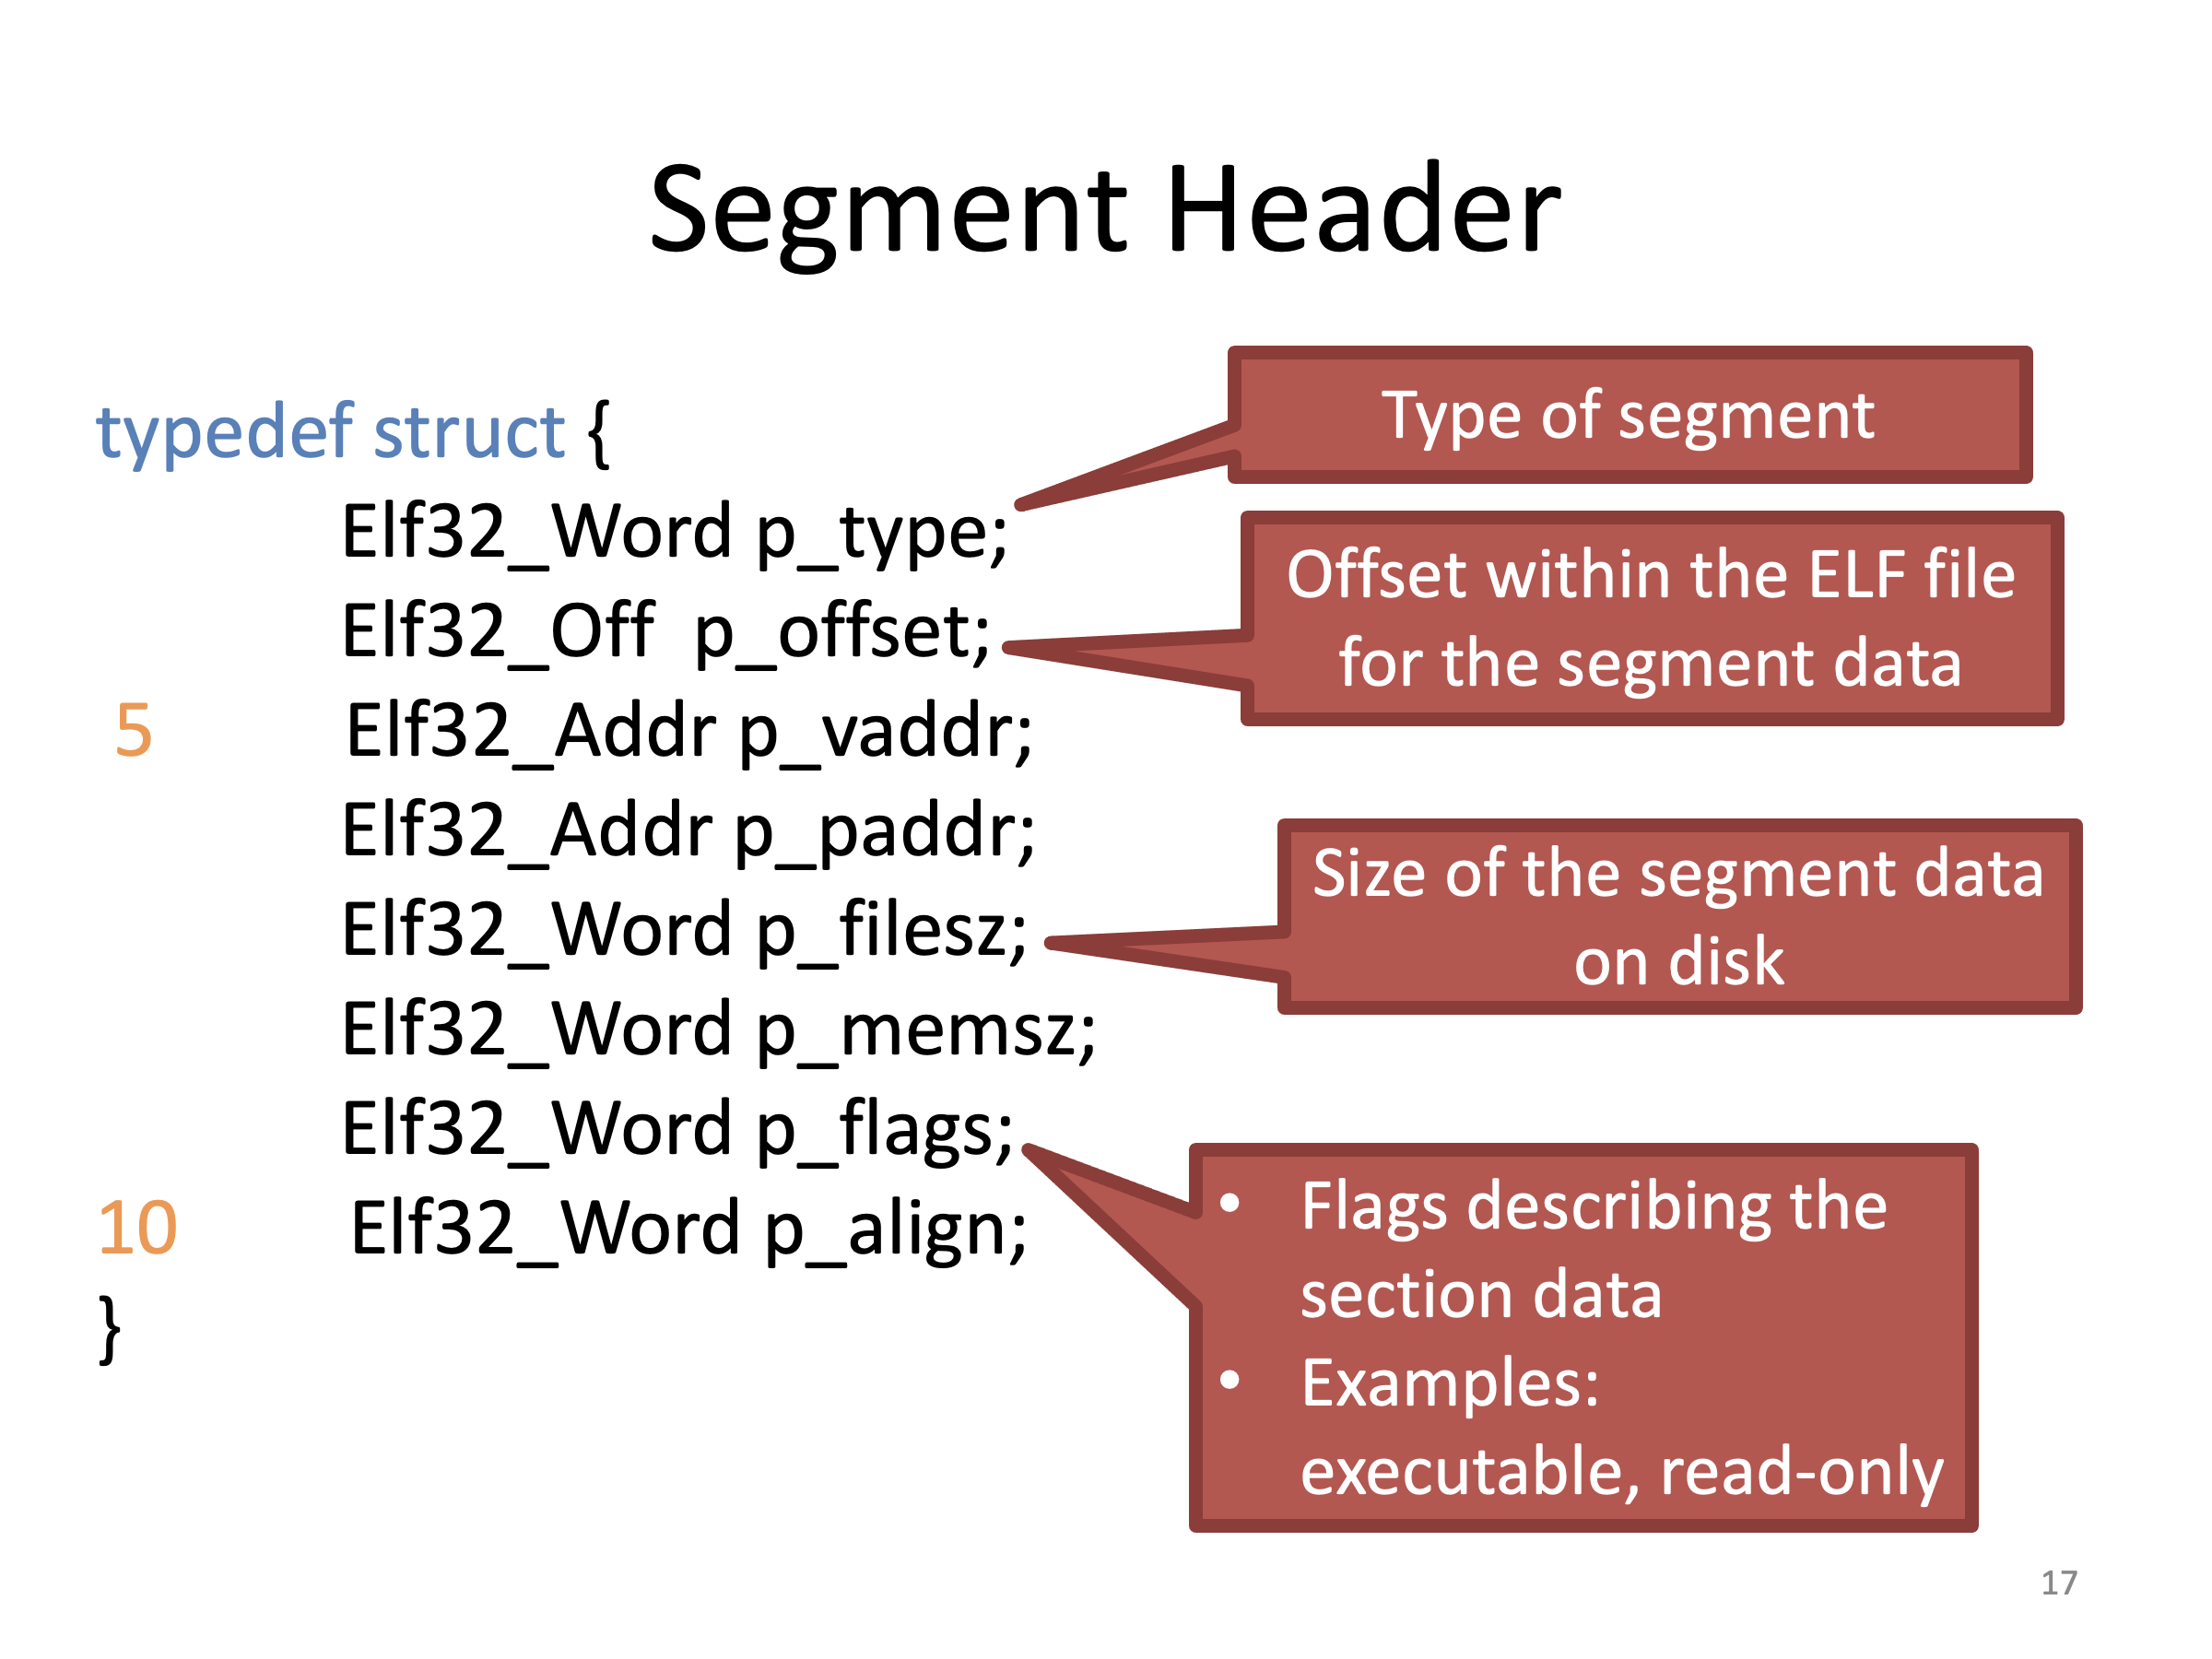 Segment Header
typedef struct {
Elf32_Word p_type;
Elf32_Off  p_offset;
5 Elf32_Addr p_vaddr;
Elf32_Addr p_paddr;
Elf32_Word p_filesz;
Elf32_Word p_memsz;
Elf32_Word p_flags;
10 Elf32_Word p_align;
}
Type of segment
Offset within the ELF file
for the segment data
Size of the segment data
on disk
• Flags describing the
section data
• Examples:
executable, read-only
17